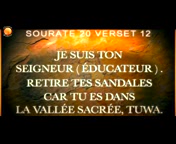 SOURATE 20 VERSET 12
JE SUIS TON
SEIGNEUR ( ÉDUCATEUR ) .
RETIRE TES SANDALES
CAR TU ES DANS
LA VALLÉE SACRÉE, TUWA.